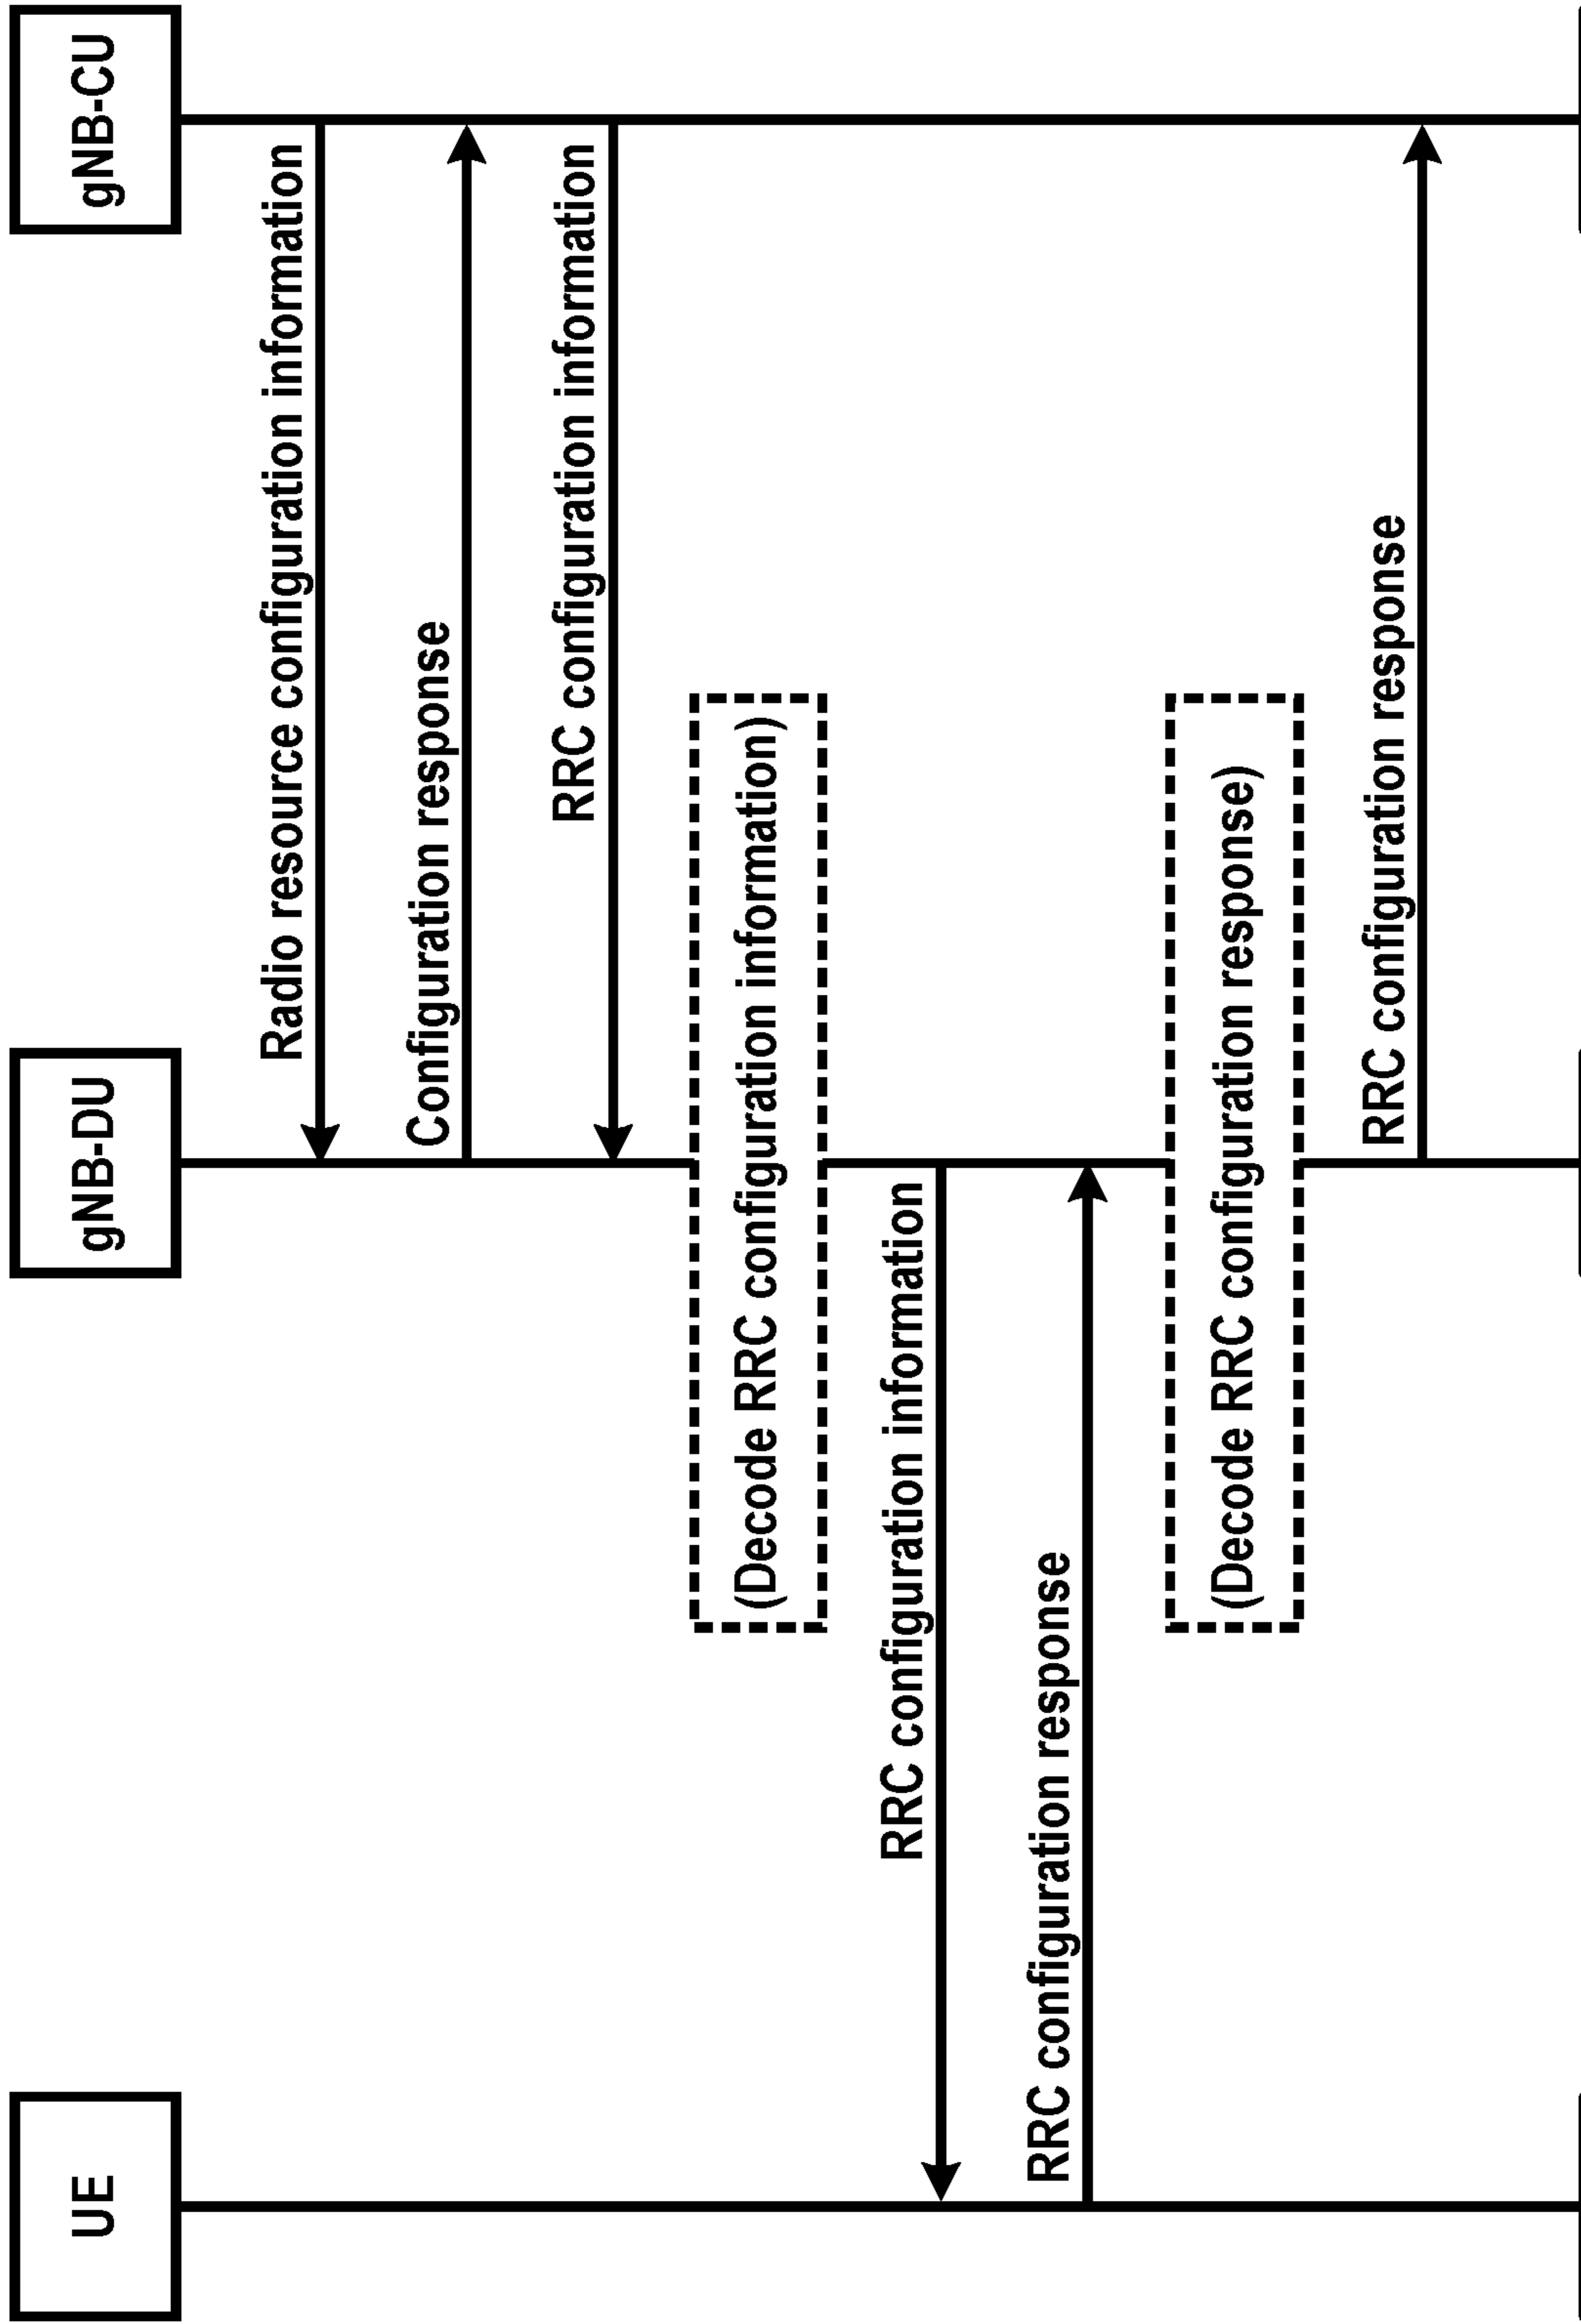 UE
gNB-DU
gNB-CU
Radio resource configuration information
Configuration response
RRC configuration information
(Decode RRC configuration information)
RRC configuration information
RRC configuration response
(Decode RRC configuration response)
RRC configuration response